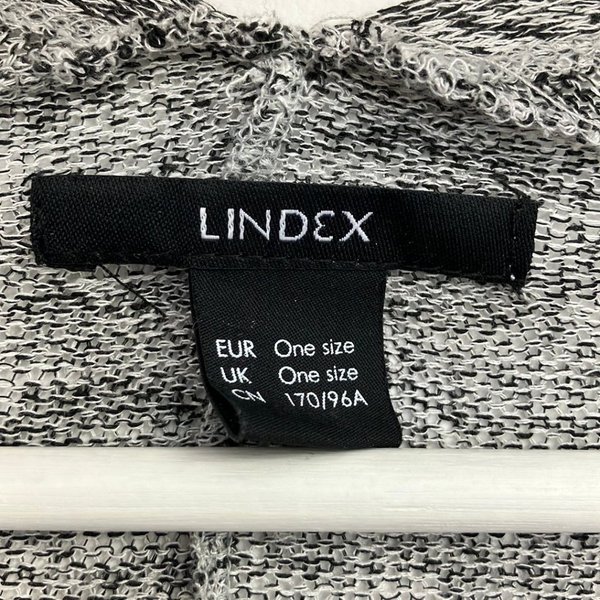 LINDEX
EUR One size
UK One size
CN 170/96A